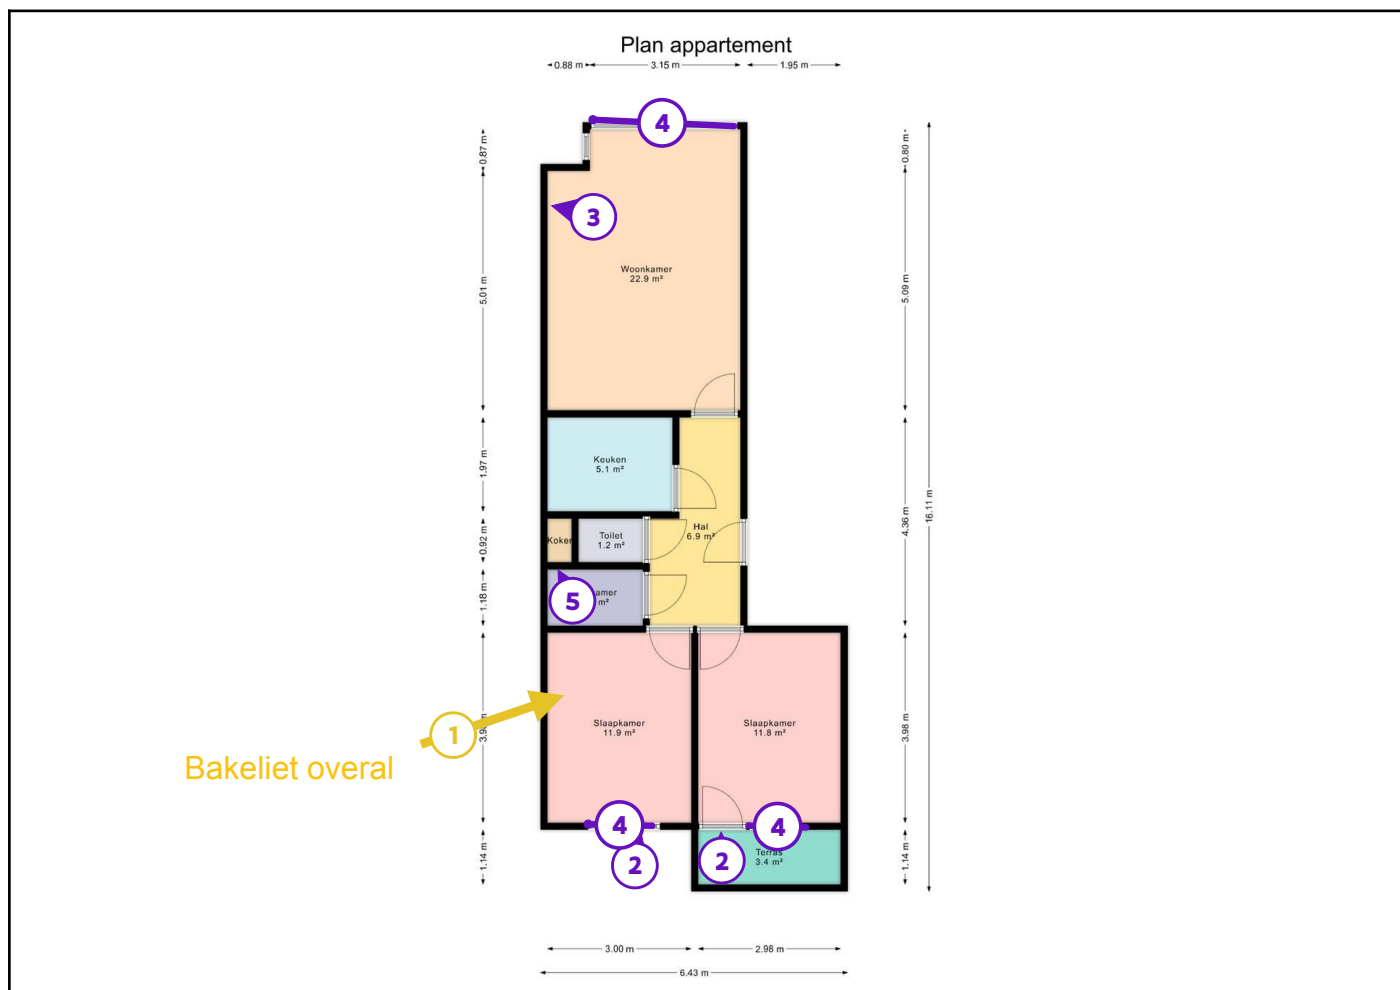 Plan appartement
0.88 m
3.15 m
1.95 m
4
0.87 m
0.80 m
3
5.01 m
Woonkamer
22.9 m²
5.09 m
1.97 m
Keuken
5.1 m²
16.11 m
4.36 m
Hal
6.9 m²
0.92 m
Koker
Toilet
1.2 m²
1.18 m
5
amer
m²
1
Bakeliet overal
Slaapkamer
11.9 m²
Slaapkamer
11.8 m²
3.98 m
4
4
2
2
1.14 m
Terras
3.4 m²
1.14 m
3.00 m
2.98 m
6.43 m